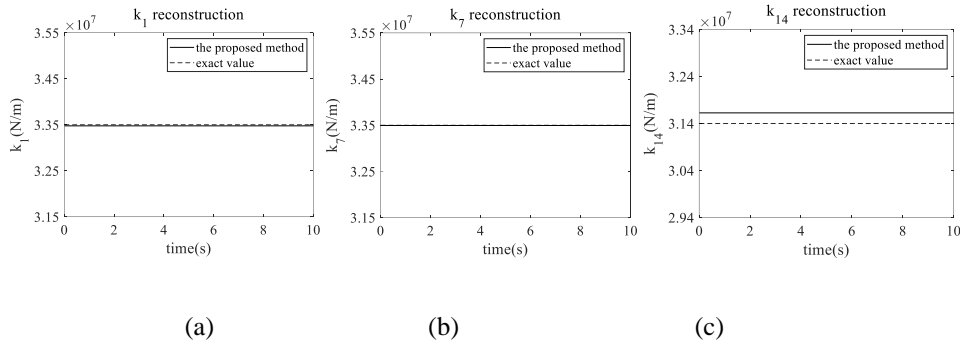 k1 reconstruction
×10^7
3.55
3.45
3.35
3.25
3.15
k1(N/m)
the proposed method
exact value
0 2 4 6 8 10
time(s)
(a)
k7 reconstruction
×10^7
3.55
3.45
3.35
3.25
3.15
k7(N/m)
the proposed method
exact value
0 2 4 6 8 10
time(s)
(b)
k14 reconstruction
×10^7
3.34
3.24
3.14
3.04
2.94
k14(N/m)
the proposed method
exact value
0 2 4 6 8 10
time(s)
(c)